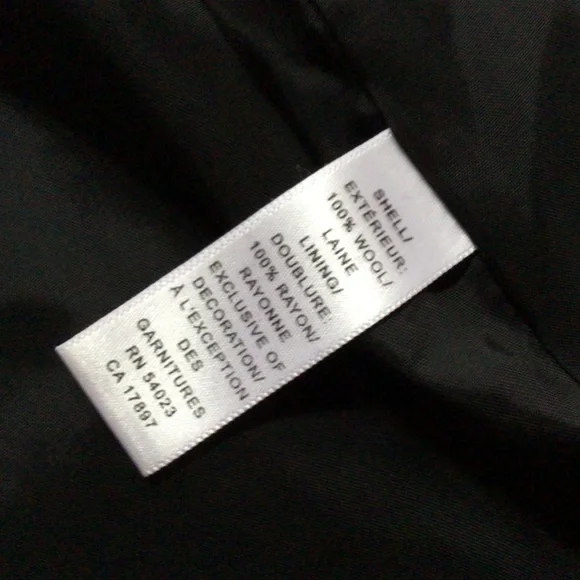 SHELL/
EXTÉRIEUR:
100% WOOL/
LAINE
LINING/
DOUBLURE:
100% RAYON/
RAYONNE
EXCLUSIVE OF
DECORATION/
À L'EXCEPTION
DES
GARNITURES
RN 54023
CA 17897